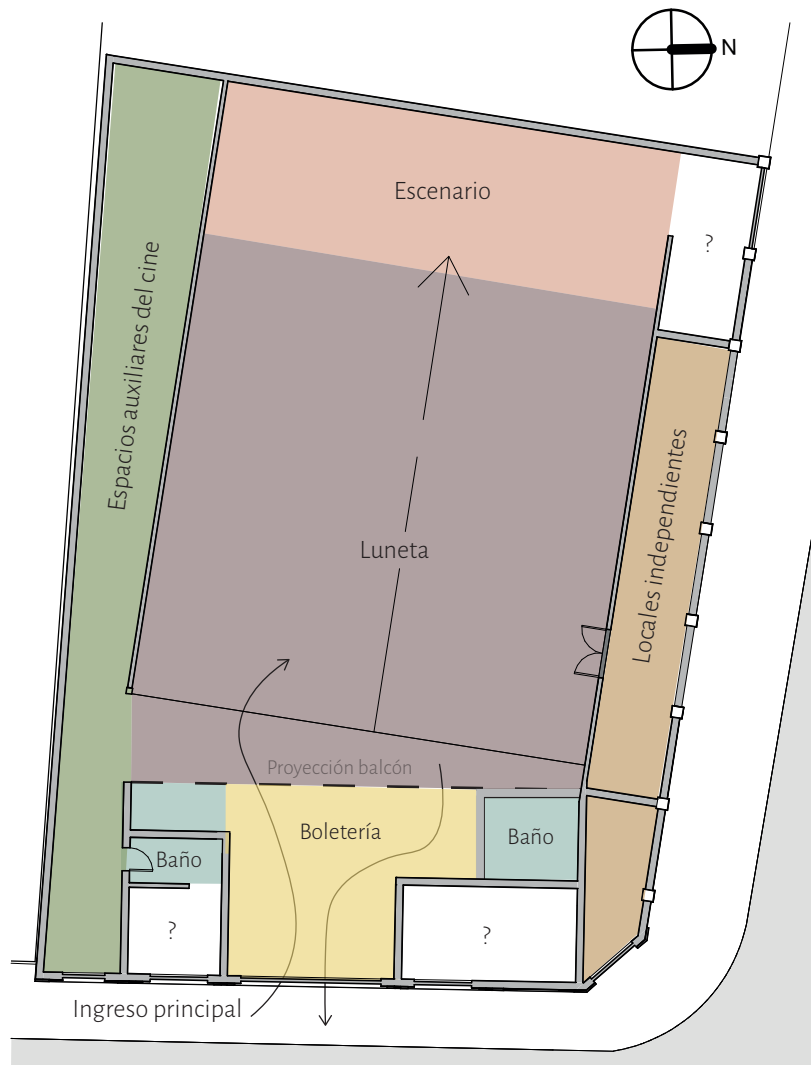 N
Escenario
?
Espacios auxiliares del cine
Locales independientes
Luneta
Proyección balcón
Boletería
Baño
Baño
?
?
Ingreso principal